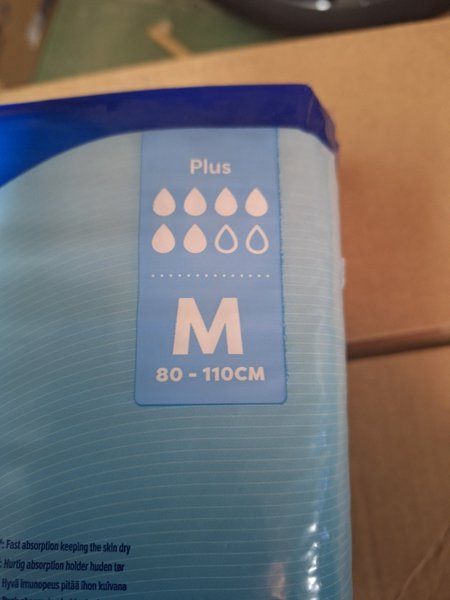 Plus
M
80 - 110CM
: Fast absorption keeping the skin dry
: Hurtig absorption holder huden tør
Hyvä imunopeus pitää ihon kuivana